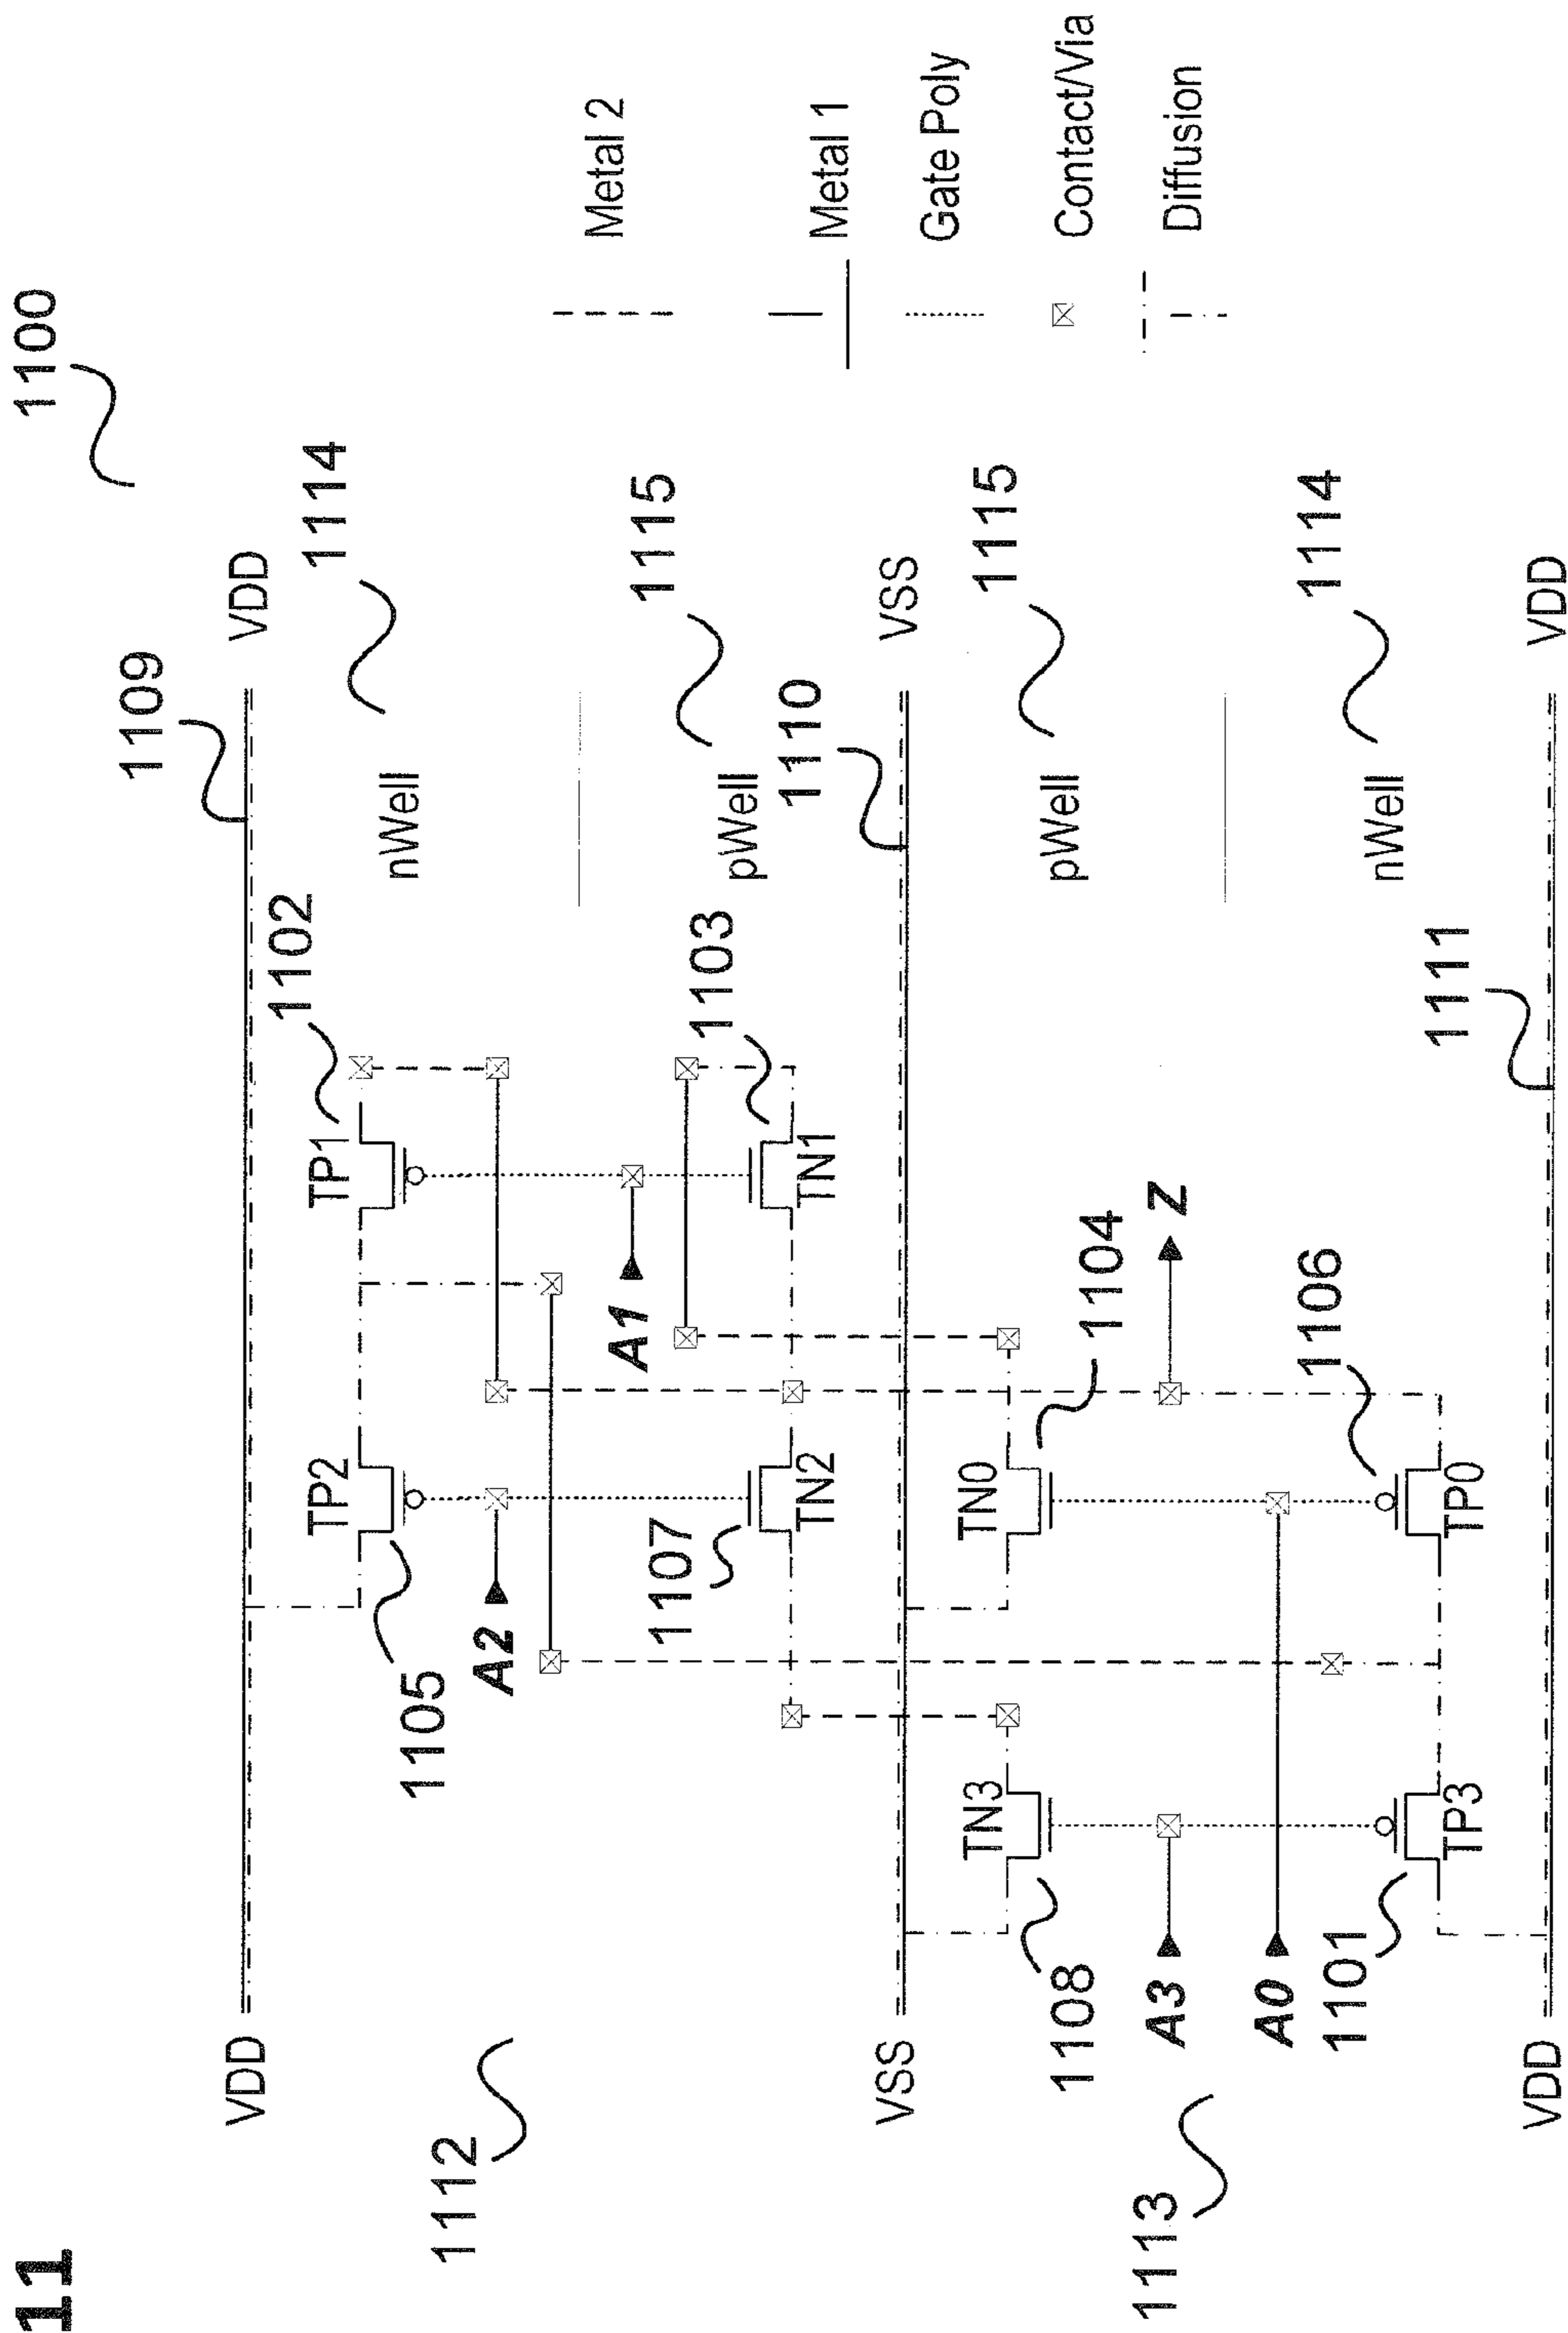 11
1100
1109
VDD
VDD
1114
nWell
1102
TP1
TP2
1105
1112
A2
A1
1115
pWell
1103
TN1
TN2
1107
1110
VSS
VSS
1115
pWell
1104
TN0
TN3
1108
Z
A3
A0
1113
1114
nWell
1106
TP0
TP3
1101
1111
VDD
VDD
Metal 2
Metal 1
Gate Poly
Contact/Via
Diffusion